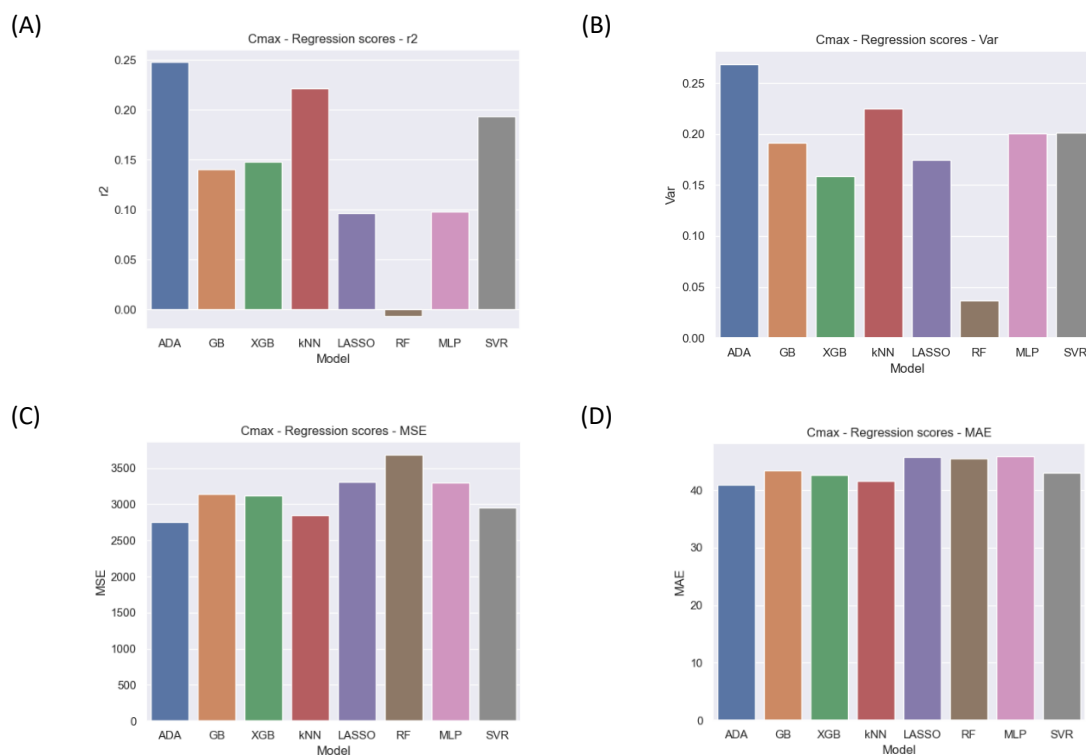 (A)
Cmax - Regression scores - r2
0.25
0.20
0.15
0.10
0.05
0.00
r2
ADA GB XGB kNN LASSO RF MLP SVR
Model
(B)
Cmax - Regression scores - Var
0.25
0.20
0.15
0.10
0.05
0.00
Var
ADA GB XGB kNN LASSO RF MLP SVR
Model
(C)
Cmax - Regression scores - MSE
3500
3000
2500
2000
1500
1000
500
0
MSE
ADA GB XGB kNN LASSO RF MLP SVR
Model
(D)
Cmax - Regression scores - MAE
40
30
20
10
0
MAE
ADA GB XGB kNN LASSO RF MLP SVR
Model